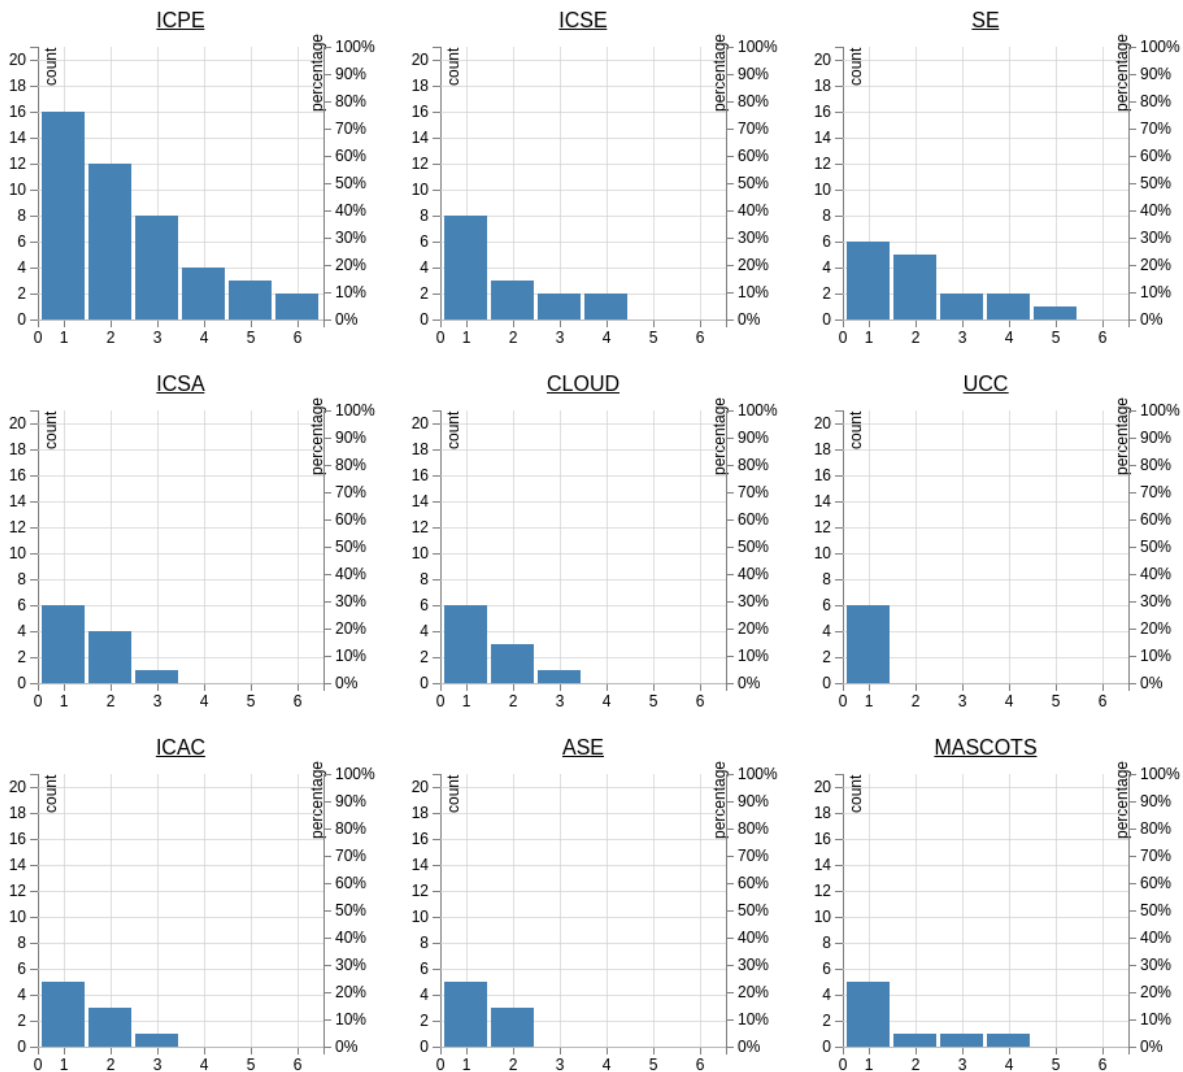 ICPE ICSE SE
count percentage count percentage count percentage
20 100% 20 100% 20 100%
18 90% 18 90% 18 90%
16 80% 16 80% 16 80%
14 70% 14 70% 14 70%
12 60% 12 60% 12 60%
10 50% 10 50% 10 50%
8 40% 8 40% 8 40%
6 30% 6 30% 6 30%
4 20% 4 20% 4 20%
2 10% 2 10% 2 10%
0 0% 0 0% 0 0%
0 1 2 3 4 5 6 0 1 2 3 4 5 6 0 1 2 3 4 5 6
ICSA CLOUD UCC
count percentage count percentage count percentage
20 100% 20 100% 20 100%
18 90% 18 90% 18 90%
16 80% 16 80% 16 80%
14 70% 14 70% 14 70%
12 60% 12 60% 12 60%
10 50% 10 50% 10 50%
8 40% 8 40% 8 40%
6 30% 6 30% 6 30%
4 20% 4 20% 4 20%
2 10% 2 10% 2 10%
0 0% 0 0% 0 0%
0 1 2 3 4 5 6 0 1 2 3 4 5 6 0 1 2 3 4 5 6
ICAC ASE MASCOTS
count percentage count percentage count percentage
20 100% 20 100% 20 100%
18 90% 18 90% 18 90%
16 80% 16 80% 16 80%
14 70% 14 70% 14 70%
12 60% 12 60% 12 60%
10 50% 10 50% 10 50%
8 40% 8 40% 8 40%
6 30% 6 30% 6 30%
4 20% 4 20% 4 20%
2 10% 2 10% 2 10%
0 0% 0 0% 0 0%
0 1 2 3 4 5 6 0 1 2 3 4 5 6 0 1 2 3 4 5 6